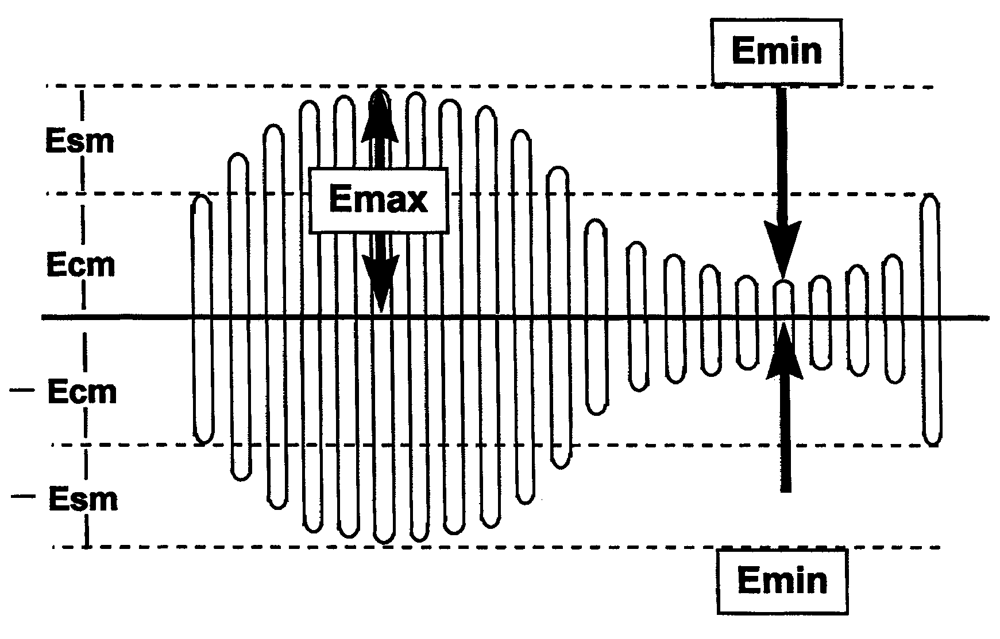 Emin
Esm
Emax
Ecm
— Ecm
— Esm
Emin